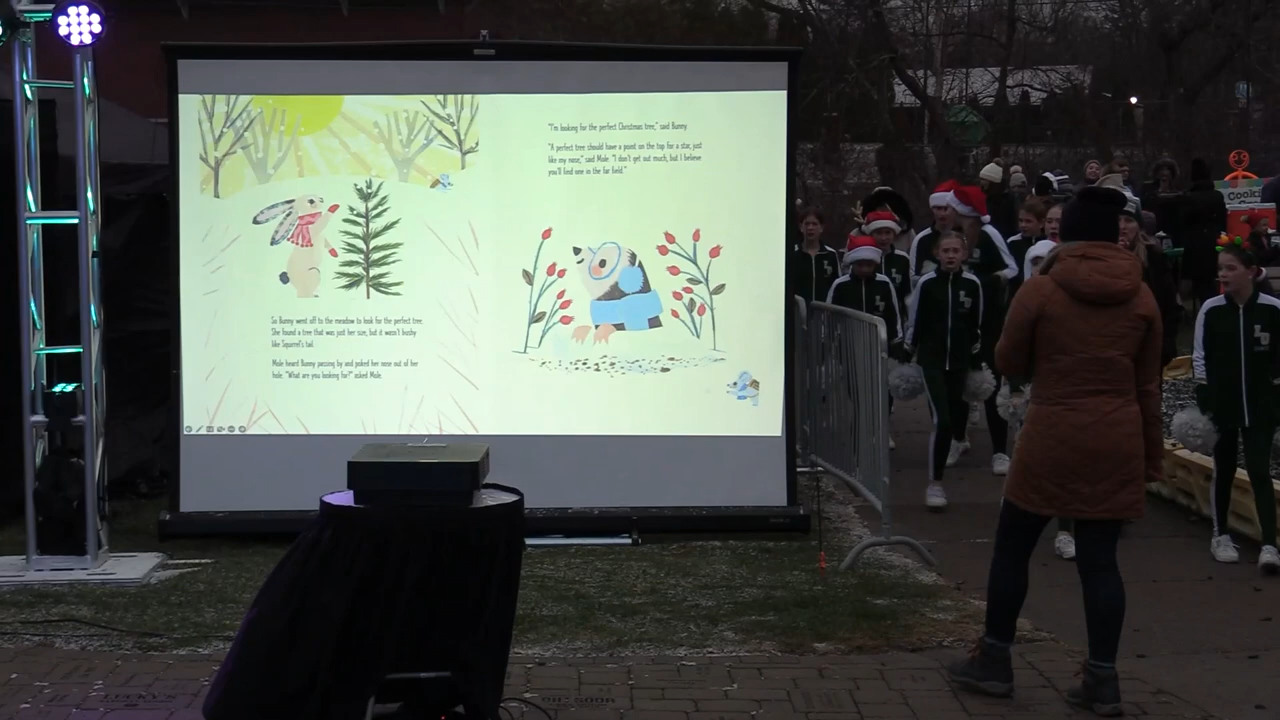 So Bunny went off to the meadow to look for the perfect tree.
She found a tree that was just her size, but it wasn't bushy
like Squirrel's tail.
Mole heard Bunny passing by and poked her nose out of her
hole. "What are you looking for?" asked Mole.
"I'm looking for the perfect Christmas tree," said Bunny.
"A perfect tree should have a point on the top for a star, just
like my nose," said Mole. "I don't get out much, but I believe
you'll find one in the far field."